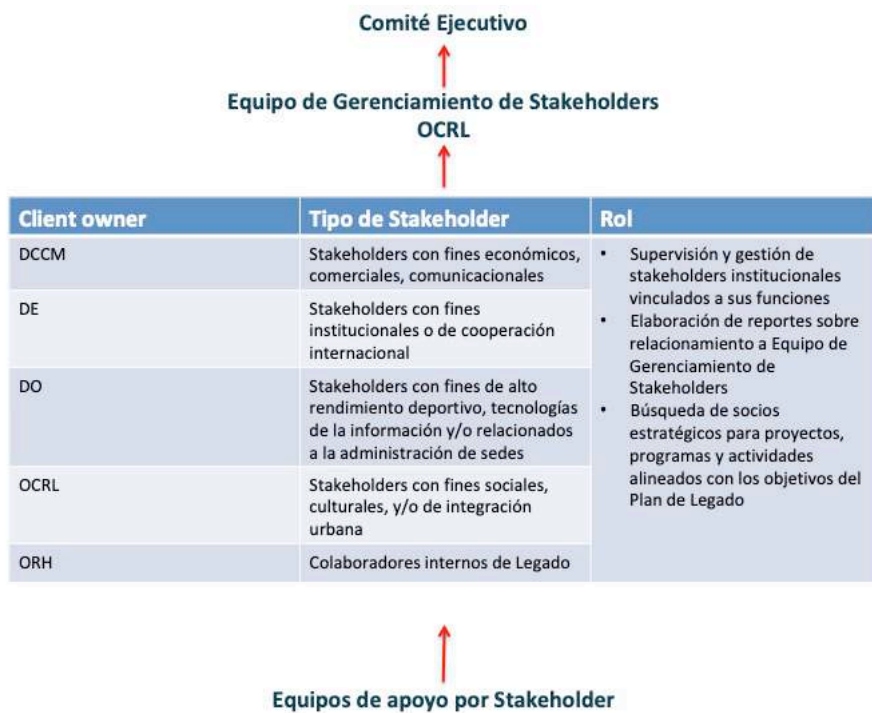 Comité Ejecutivo
Equipo de Gerenciamiento de Stakeholders
OCRL
Client owner
Tipo de Stakeholder
Rol
DCCM
Stakeholders con fines económicos,
comerciales, comunicacionales
DE
Stakeholders con fines
institucionales o de cooperación
internacional
DO
Stakeholders con fines de alto
rendimiento deportivo, tecnologías
de la información y/o relacionados
a la administración de sedes
OCRL
Stakeholders con fines sociales,
culturales, y/o de integración
urbana
ORH
Colaboradores internos de Legado
• Supervisión y gestión de
stakeholders institucionales
vinculados a sus funciones
• Elaboración de reportes sobre
relacionamiento a Equipo de
Gerenciamiento de
Stakeholders
• Búsqueda de socios
estratégicos para proyectos,
programas y actividades
alineados con los objetivos del
Plan de Legado
Equipos de apoyo por Stakeholder